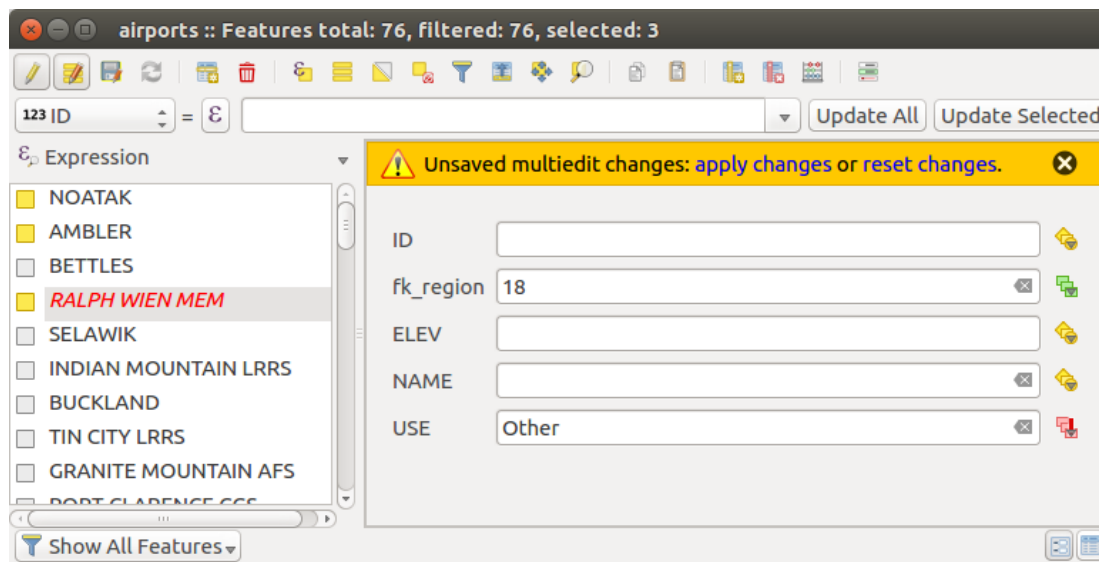 airports :: Features total: 76, filtered: 76, selected: 3
123 ID = ε Update All Update Selected
ε Expression
Unsaved multiedit changes: apply changes or reset changes.
NOATAK
AMBLER
BETTLES
RALPH WIEN MEM
SELAWIK
INDIAN MOUNTAIN LRRS
BUCKLAND
TIN CITY LRRS
GRANITE MOUNTAIN AFS
ID
fk_region 18
ELEV
NAME
USE Other
Show All Features